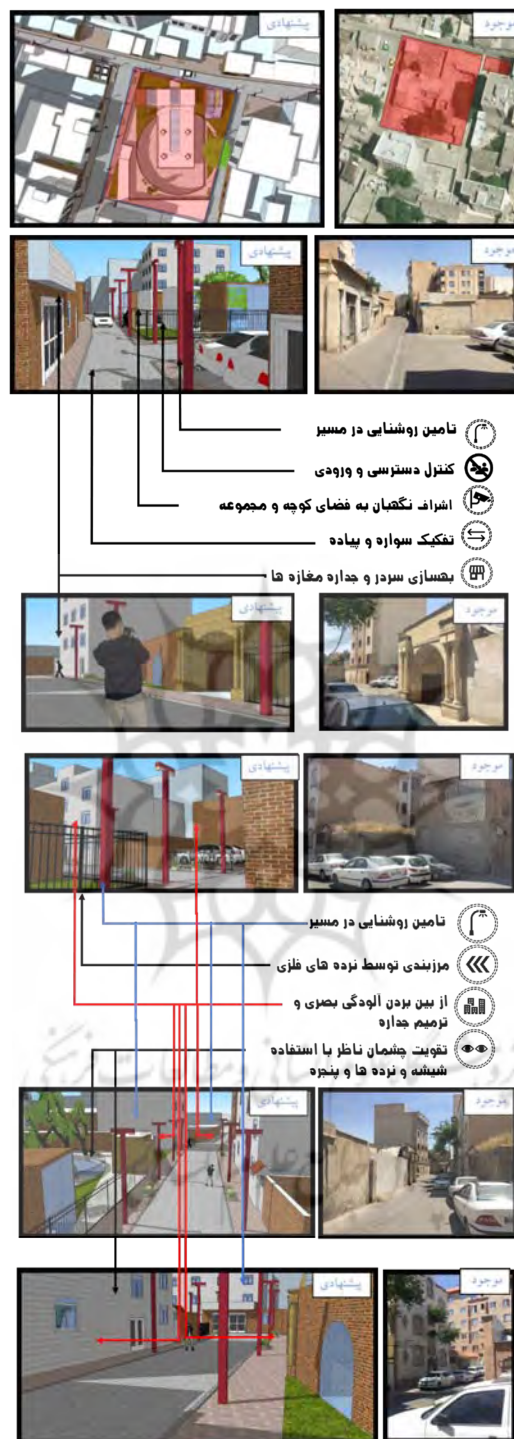 موجود
پیشنهادی
موجود
پیشنهادی
تامین روشنایی در مسیر
کنترل دسترسی و ورودی
اشراف نگهبان به فضای کوچه و مجموعه
تفکیک سواره و پیاده
بهسازی سردر و جداره مغازه ها
موجود
پیشنهادی
موجود
پیشنهادی
تامین روشنایی در مسیر
مرزبندی توسط نرده های فلزی
از بین بردن آلودگی بصری و
ترمیم جداره
تقویت چشمان ناظر با استفاده
شیشه و نرده ها و پنجره
موجود
پیشنهادی
موجود
پیشنهادی